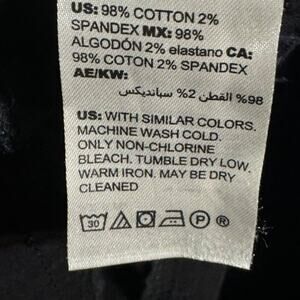 US: 98% COTTON 2%
SPANDEX MX: 98%
ALGODÓN 2% elastano CA:
98% COTON 2% SPANDEX
AE/KW:
98% القطن 2% سبانديكس
US: WITH SIMILAR COLORS.
MACHINE WASH COLD.
ONLY NON-CHLORINE
BLEACH. TUMBLE DRY LOW.
WARM IRON. MAY BE DRY
CLEANED
30 P ®